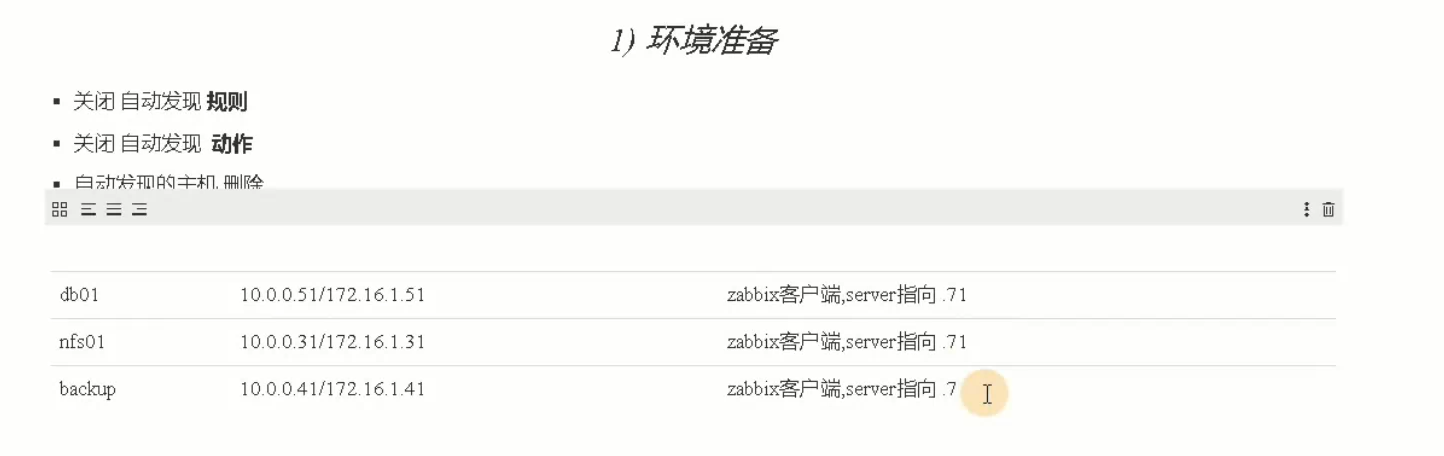 1) 环境准备
▪ 关闭 自动发现 规则
▪ 关闭 自动发现 动作
▪ 自动发现的主机 删除
db01 10.0.0.51/172.16.1.51 zabbix客户端,server指向 .71
nfs01 10.0.0.31/172.16.1.31 zabbix客户端,server指向 .71
backup 10.0.0.41/172.16.1.41 zabbix客户端,server指向 .7